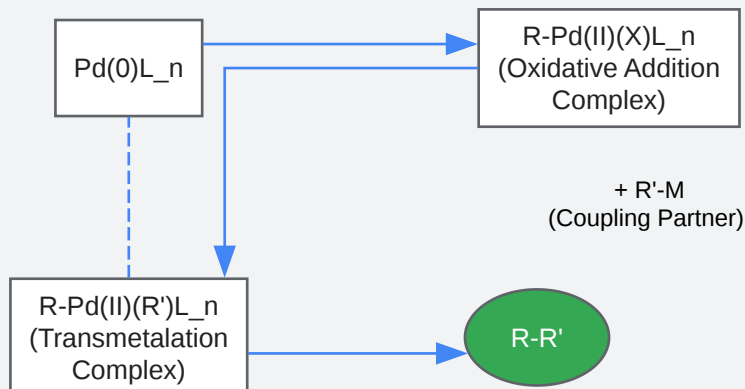 Pd(0)L_n
R-Pd(II)(X)L_n
(Oxidative Addition
Complex)
+ R'-M
(Coupling Partner)
R-Pd(II)(R')L_n
(Transmetalation
Complex)
R-R'